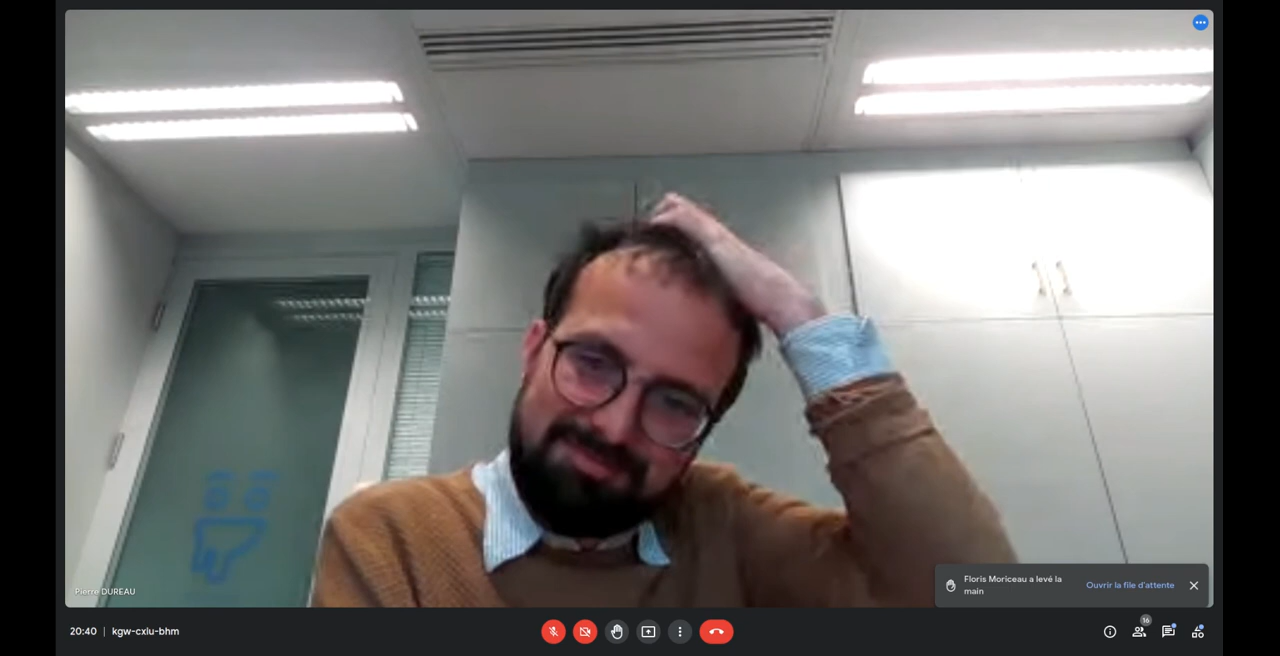 Pierre DUREAU
Floris Moriceau a levé la
main
Ouvrir la file d'attente
20:40 | kgw-cxiu-bhm
16